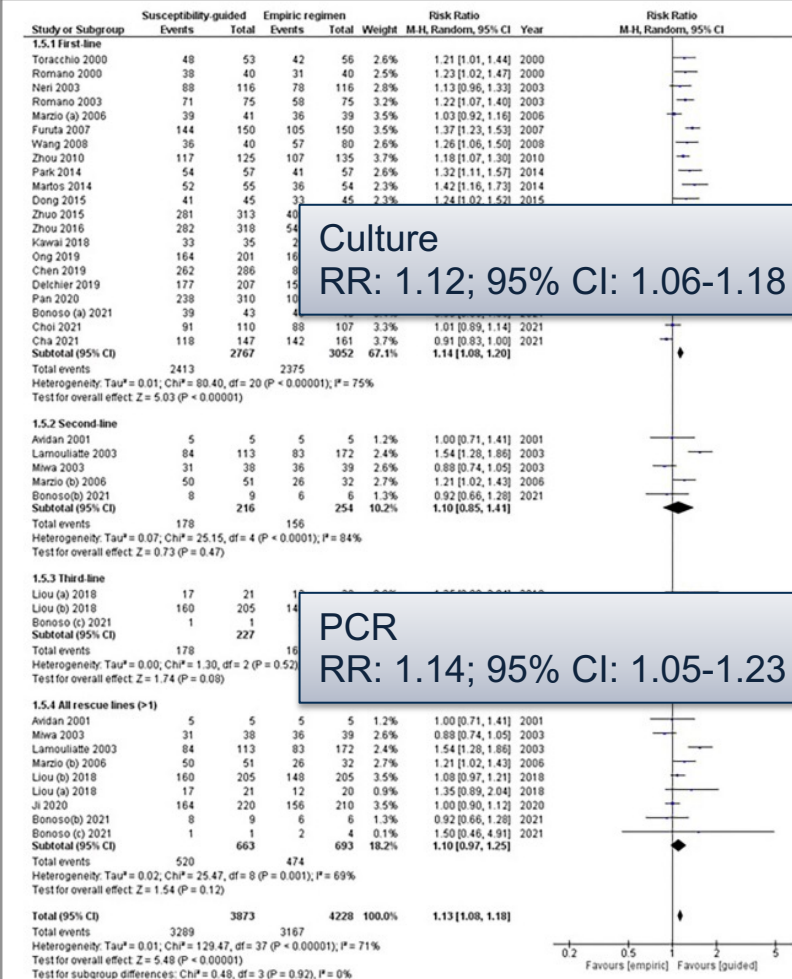 Susceptibility-guided Empiric regimen Risk Ratio Risk Ratio
Study or Subgroup Events Total Events Total Weight M-H, Random, 95% CI Year M-H, Random, 95% CI
1.5.1 First-line
Toracchio 2000 48 53 42 56 2.6% 1.21 [1.01, 1.44] 2000
Romano 2000 38 40 31 40 2.6% 1.23 [1.02, 1.47] 2000
Neri 2003 88 116 78 116 2.8% 1.13 [0.96, 1.33] 2003
Romano 2003 71 75 58 75 3.3% 1.22 [1.07, 1.40] 2003
Marzio (a) 2006 39 41 36 39 3.6% 1.03 [0.92, 1.16] 2006
Furuta 2007 144 150 105 150 3.7% 1.37 [1.23, 1.53] 2007
Wang 2008 36 40 57 80 2.7% 1.26 [1.06, 1.50] 2008
Zhou 2010 117 125 107 135 3.7% 1.18 [1.07, 1.30] 2010
Park 2014 54 57 41 57 2.7% 1.32 [1.11, 1.57] 2014
Martos 2014 52 55 36 54 2.4% 1.42 [1.16, 1.73] 2014
Dong 2015 41 45 33 45 2.3% 1.24 [1.02, 1.52] 2015
Zhuo 2015 281 313 40
Zhou 2016 282 318 54
Kawai 2018 33 35 2
Ong 2019 164 201 16
Chen 2019 262 286 8
Delchier 2019 177 207 15
Pan 2020 238 310 10
Culture
RR: 1.12; 95% CI: 1.06-1.18
Bonoso (a) 2021 39 43 4
Choi 2021 91 110 88 107 3.3% 1.01 [0.89, 1.14] 2021
Cha 2021 118 147 142 161 3.7% 0.91 [0.83, 1.00] 2021
Subtotal (95% CI) 2767 3052 67.1% 1.14 [1.08, 1.20]
Total events 2413 2375
Heterogeneity: Tau² = 0.01; Chi² = 80.40, df = 20 (P < 0.00001); I² = 75%
Test for overall effect: Z = 5.03 (P < 0.00001)
1.5.2 Second-line
Avidan 2001 5 5 5 5 1.2% 1.00 [0.71, 1.41] 2001
Lamouliatte 2003 84 113 83 172 2.4% 1.54 [1.28, 1.86] 2003
Miwa 2003 31 38 36 39 2.6% 0.88 [0.74, 1.05] 2003
Marzio (b) 2006 50 51 26 32 2.7% 1.21 [1.02, 1.43] 2006
Bonoso(b) 2021 8 9 6 6 1.3% 0.92 [0.66, 1.28] 2021
Subtotal (95% CI) 216 254 10.2% 1.10 [0.85, 1.41]
Total events 178 156
Heterogeneity: Tau² = 0.07; Chi² = 25.15, df = 4 (P < 0.0001); I² = 84%
Test for overall effect: Z = 0.73 (P = 0.47)
1.5.3 Third-line
Liou (a) 2018 17 21 1
Liou (b) 2018 160 205 14
Bonoso (c) 2021 1 1
Subtotal (95% CI) 227
Total events 178 16
Heterogeneity: Tau² = 0.00; Chi² = 1.30, df = 2 (P = 0.52)
Test for overall effect: Z = 1.74 (P = 0.08)
PCR
RR: 1.14; 95% CI: 1.05-1.23
1.5.4 All rescue lines (>1)
Avidan 2001 5 5 5 5 1.2% 1.00 [0.71, 1.41] 2001
Miwa 2003 31 38 36 39 2.6% 0.88 [0.74, 1.05] 2003
Lamouliatte 2003 84 113 83 172 2.4% 1.54 [1.28, 1.86] 2003
Marzio (b) 2006 50 51 26 32 2.7% 1.21 [1.02, 1.43] 2006
Liou (b) 2018 160 205 148 205 3.5% 1.08 [0.97, 1.21] 2018
Liou (a) 2018 17 21 12 20 0.9% 1.35 [0.89, 2.04] 2018
Ji 2020 164 220 156 210 3.5% 1.00 [0.90, 1.12] 2020
Bonoso(b) 2021 8 9 6 6 1.3% 0.92 [0.66, 1.28] 2021
Bonoso (c) 2021 1 1 2 4 0.1% 1.50 [0.46, 4.91] 2021
Subtotal (95% CI) 663 693 18.2% 1.10 [0.97, 1.25]
Total events 520 474
Heterogeneity: Tau² = 0.02; Chi² = 25.47, df = 8 (P = 0.001); I² = 69%
Test for overall effect: Z = 1.54 (P = 0.12)
Total (95% CI) 3873 4228 100.0% 1.13 [1.08, 1.18]
Total events 3289 3167
Heterogeneity: Tau² = 0.01; Chi² = 129.47, df = 37 (P < 0.00001); I² = 71%
Test for overall effect: Z = 5.48 (P < 0.00001)
Test for subgroup differences: Chi² = 0.48, df = 3 (P = 0.92), I² = 0%
0.2 0.5 1 2 5
Favours [empiric] Favours [guided]